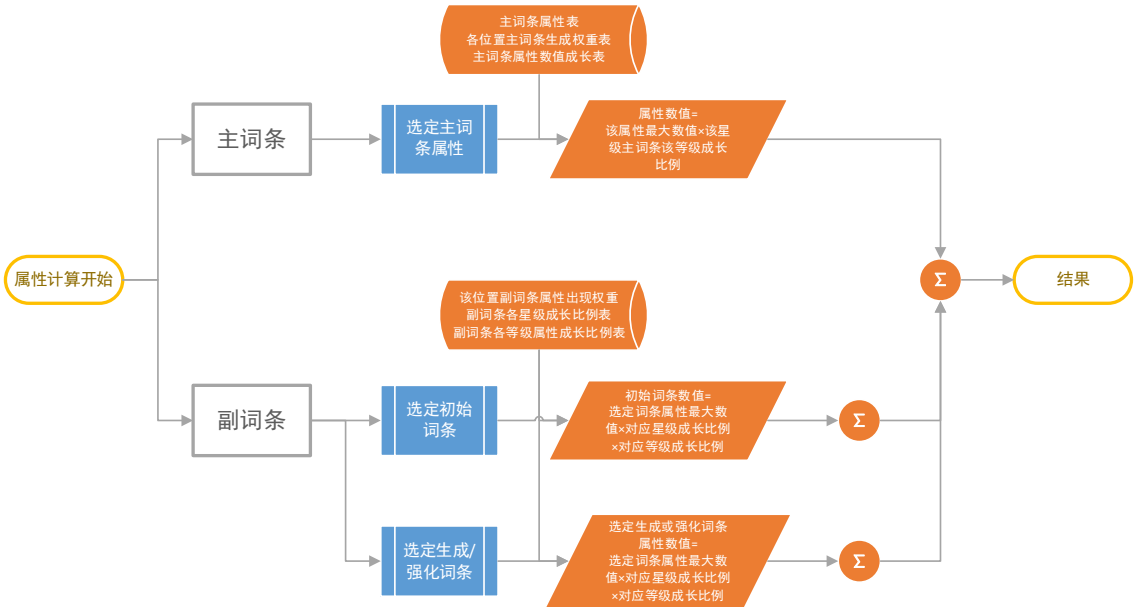 主词条属性表
各位置主词条生成权重表
主词条属性数值成长表
主词条
选定主词
条属性
属性数值=
该属性最大数值×该星
级主词条该等级成长
比例
属性计算开始
Σ
结果
该位置副词条属性出现权重
副词条各星级成长比例表
副词条各等级属性成长比例表
副词条
选定初始
词条
初始词条数值=
选定词条属性最大数
值×对应星级成长比例
×对应等级成长比例
Σ
选定生成/
强化词条
选定生成或强化词条
属性数值=
选定词条属性最大数
值×对应星级成长比例
×对应等级成长比例
Σ